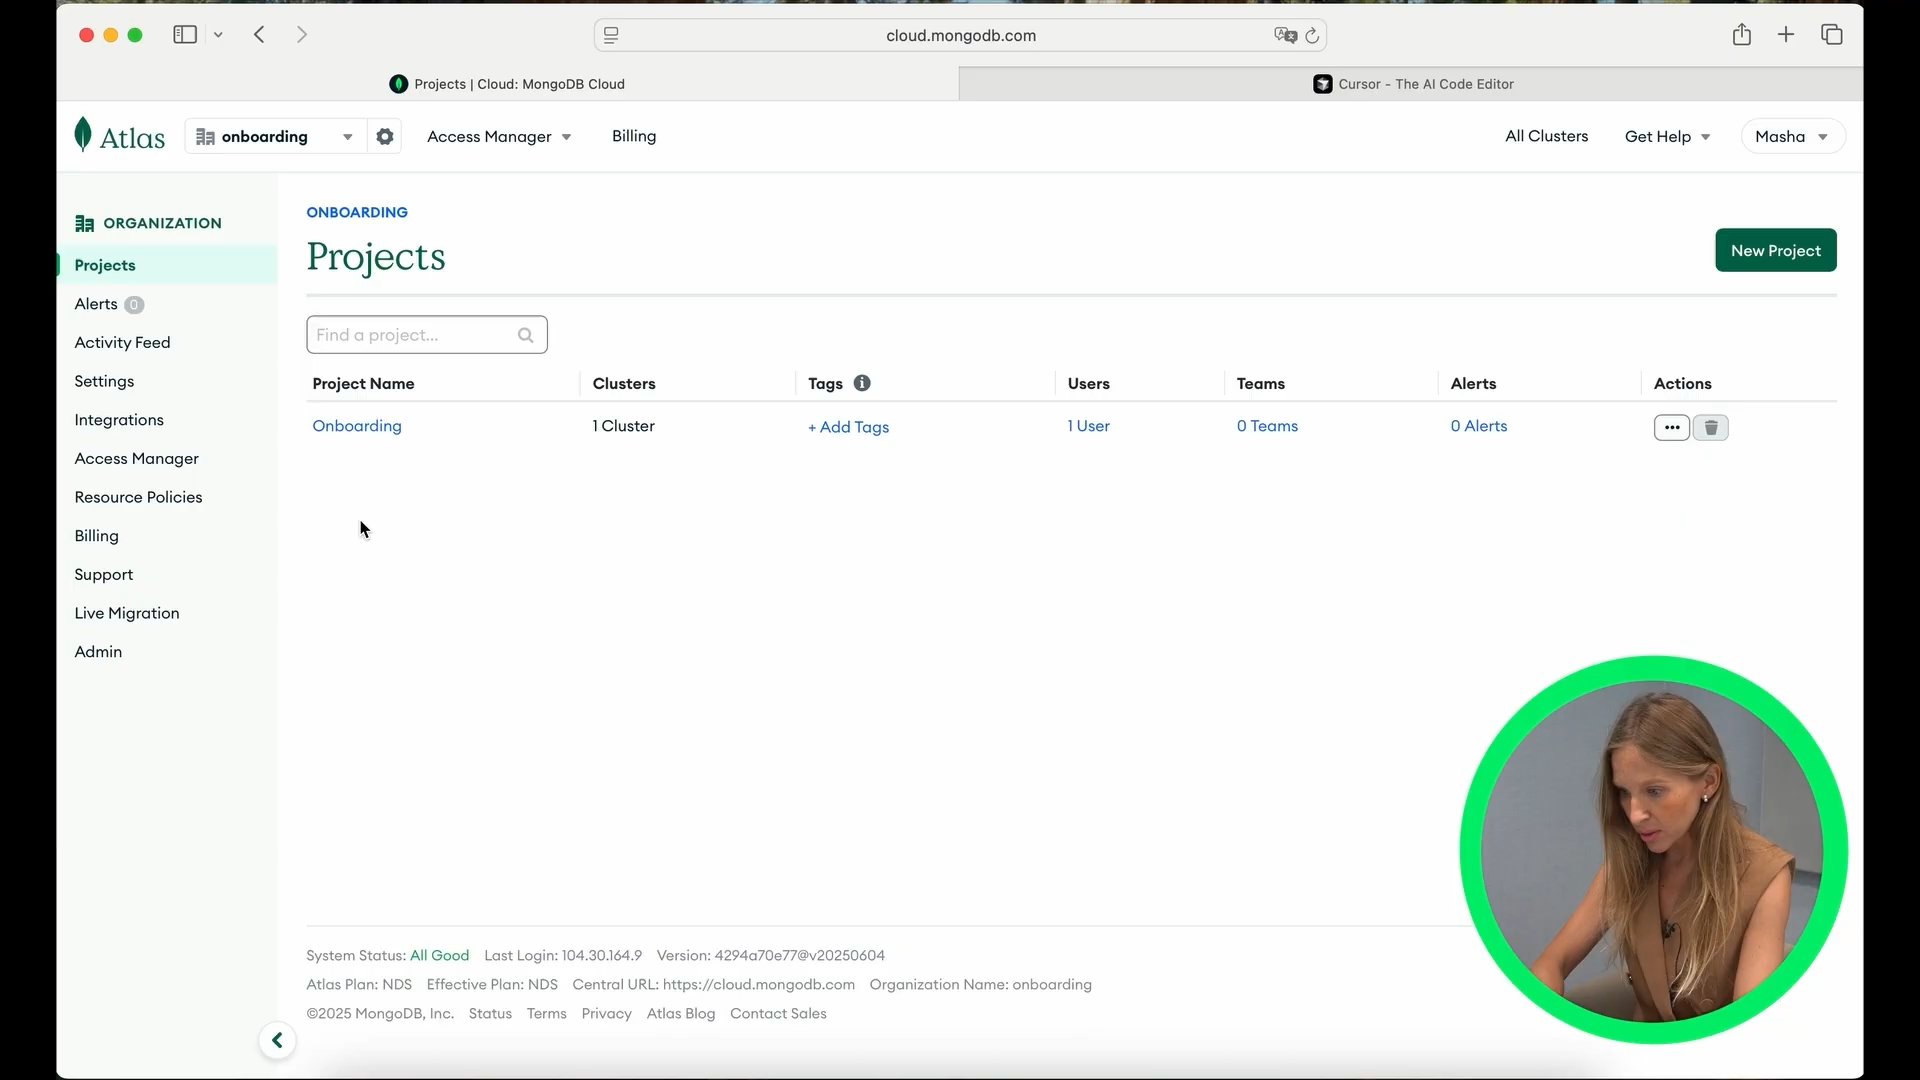 cloud.mongodb.com
Projects | Cloud: MongoDB Cloud
Cursor - The AI Code Editor
Atlas
onboarding
Access Manager
Billing
All Clusters
Get Help
Masha
ORGANIZATION
Projects
Alerts 0
Activity Feed
Settings
Integrations
Access Manager
Resource Policies
Billing
Support
Live Migration
Admin
ONBOARDING
Projects
New Project
Find a project...
Project Name Clusters Tags Users Teams Alerts Actions
Onboarding 1 Cluster + Add Tags 1 User 0 Teams 0 Alerts
System Status: All Good Last Login: 104.30.164.9 Version: 4294a70e77@v20250604
Atlas Plan: NDS Effective Plan: NDS Central URL: https://cloud.mongodb.com Organization Name: onboarding
©2025 MongoDB, Inc. Status Terms Privacy Atlas Blog Contact Sales